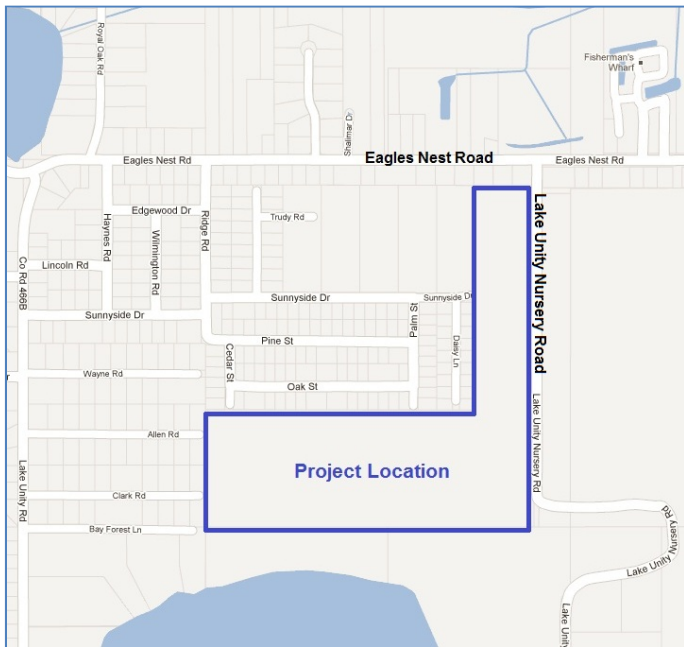 Royal Oak Rd
Fisherman's
Wharf
Shalmar Dr
Eagles Nest Rd
Eagles Nest Road
Eagles Nest Rd
Haynes Rd
Edgewood Dr
Wilmington Rd
Ridge Rd
Trudy Rd
Lake Unity Nursery Road
Lincoln Rd
Co Rd 466B
Sunnyside Dr
Sunnyside Dr
Sunnyside Dr
Palm St
Pine St
Daisy Ln
Cedar St
Wayne Rd
Oak St
Allen Rd
Lake Unity Nursery Rd
Lake Unity Rd
Project Location
Clark Rd
Bay Forest Ln
Lake Unity
Nursery Rd
Lake Unity